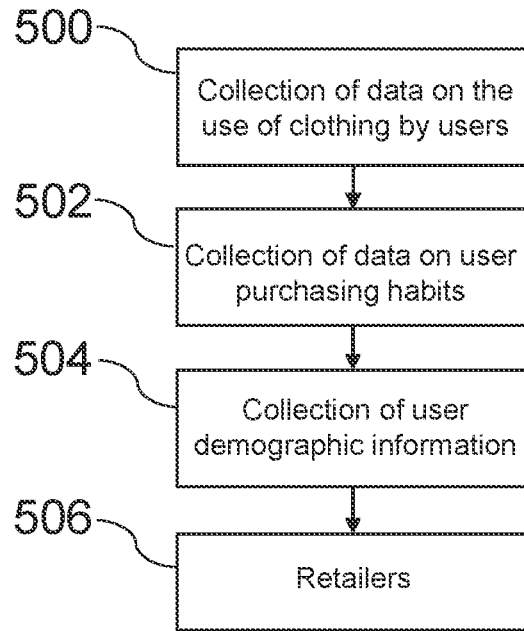 500
Collection of data on the
use of clothing by users
502
Collection of data on user
purchasing habits
504
Collection of user
demographic information
506
Retailers